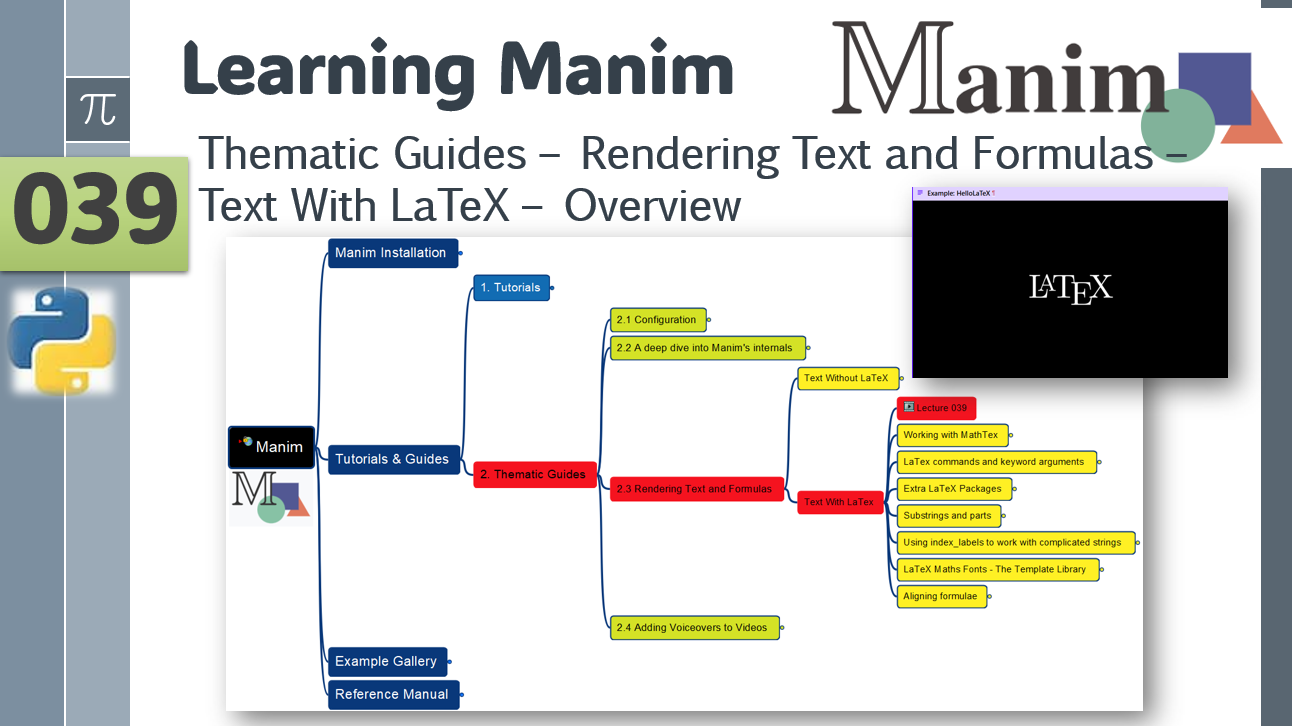 Learning Manim
Manim
π
Thematic Guides – Rendering Text and Formulas –
Text With LaTeX – Overview
039
Example: HelloLaTeX ¶
LATEX
Manim Installation
1. Tutorials
2.1 Configuration
2.2 A deep dive into Manim's internals
Text Without LaTeX
Lecture 039
Working with MathTex
Manim
Tutorials & Guides
LaTex commands and keyword arguments
2. Thematic Guides
2.3 Rendering Text and Formulas
Extra LaTeX Packages
Text With LaTex
Substrings and parts
M
Using index_labels to work with complicated strings
LaTeX Maths Fonts - The Template Library
Aligning formulae
2.4 Adding Voiceovers to Videos
Example Gallery
Reference Manual